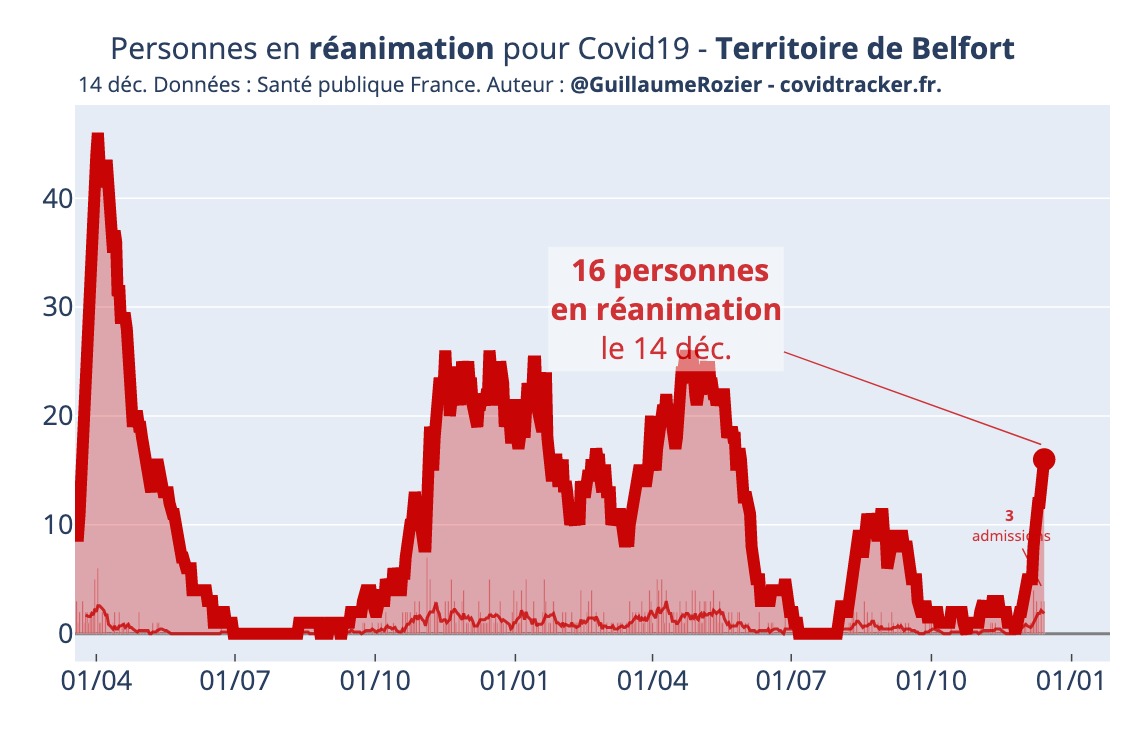 Personnes en réanimation pour Covid19 - Territoire de Belfort
14 déc. Données : Santé publique France. Auteur : @GuillaumeRozier - covidtracker.fr.
40
30
20
10
0
16 personnes
en réanimation
le 14 déc.
3
admissions
01/04
01/07
01/10
01/01
01/04
01/07
01/10
01/01